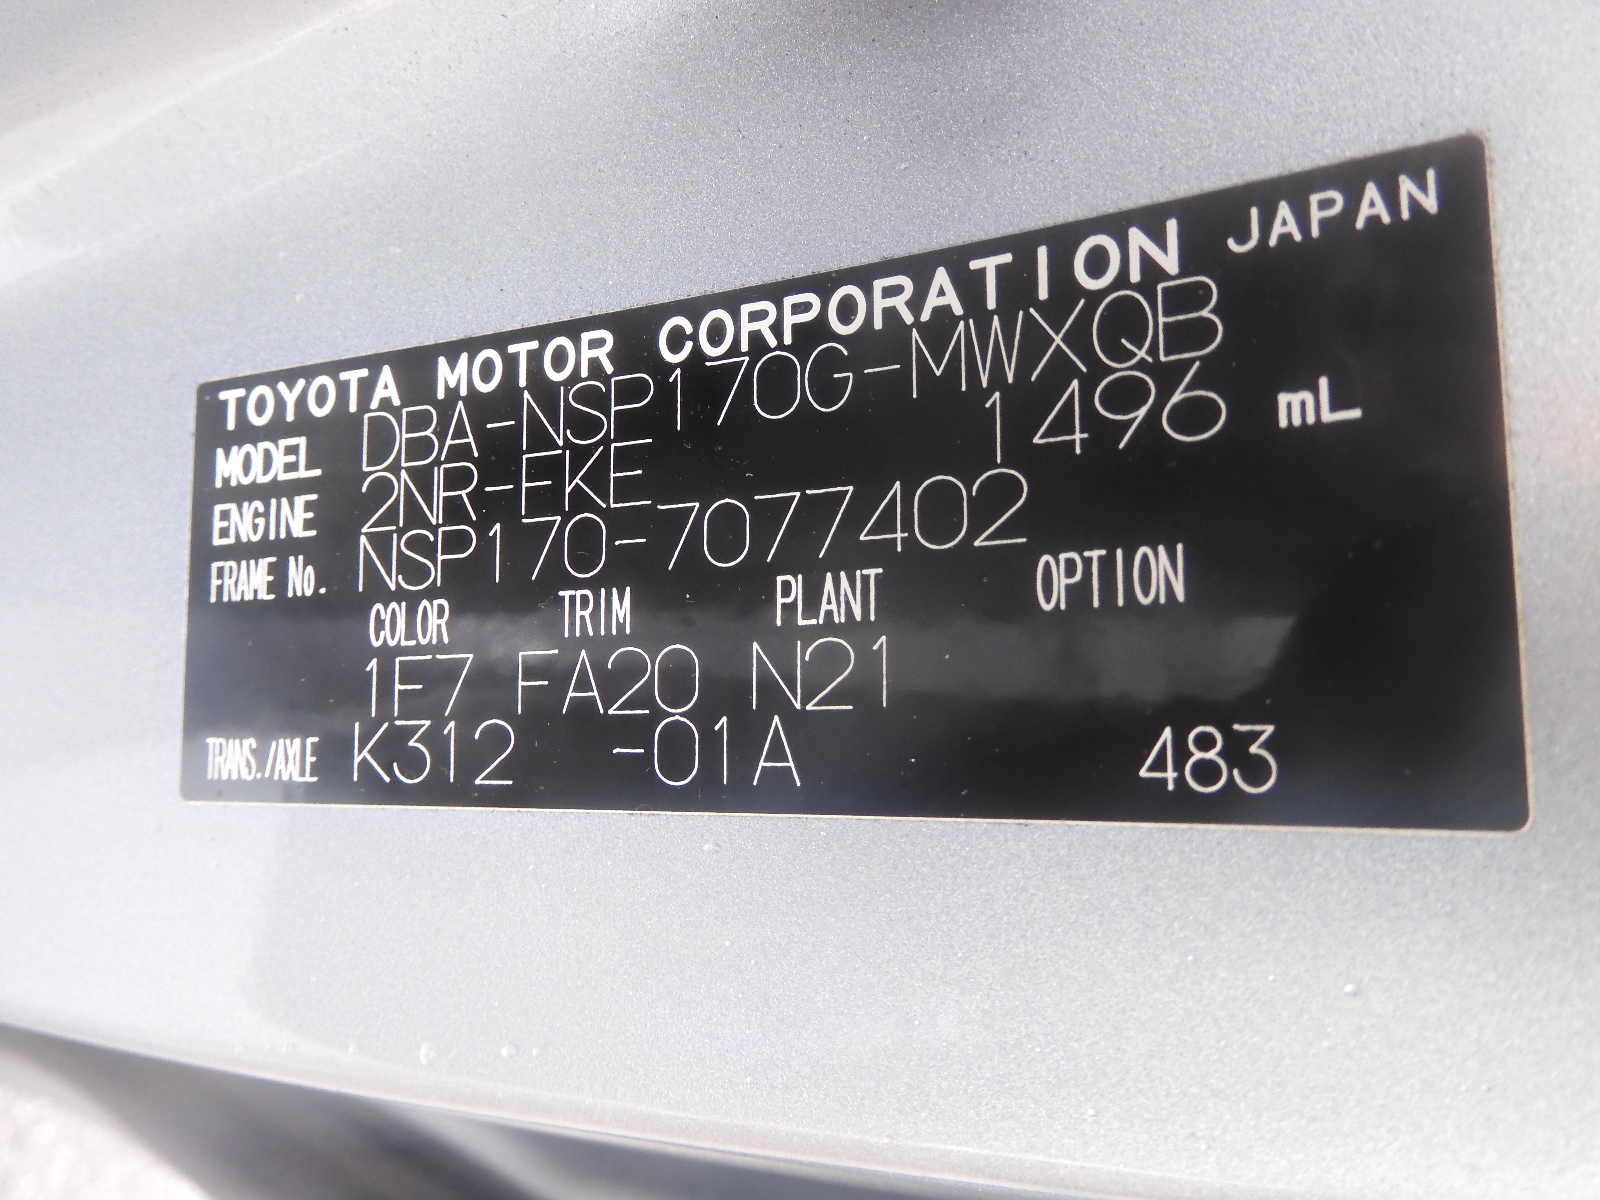 TOYOTA MOTOR CORPORATION JAPAN
MODEL DBA-NSP170G-MWXQB
ENGINE 2NR-FKE 1496 mL
FRAME No. NSP170-7077402
COLOR TRIM PLANT OPTION
1F7 FA20 N21
TRANS./AXLE K312 -01A 483